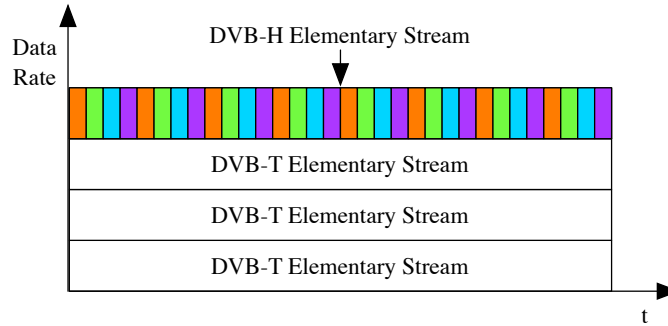 DVB-H Elementary Stream
Data
Rate
DVB-T Elementary Stream
DVB-T Elementary Stream
DVB-T Elementary Stream
t